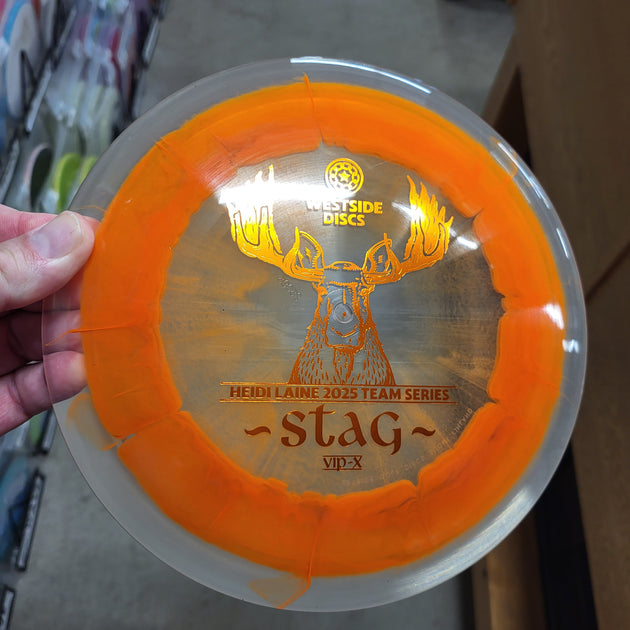 WESTSIDE
DISCS
HEIDI LAINE 2025 TEAM SERIES
~STAG~
VIP-X